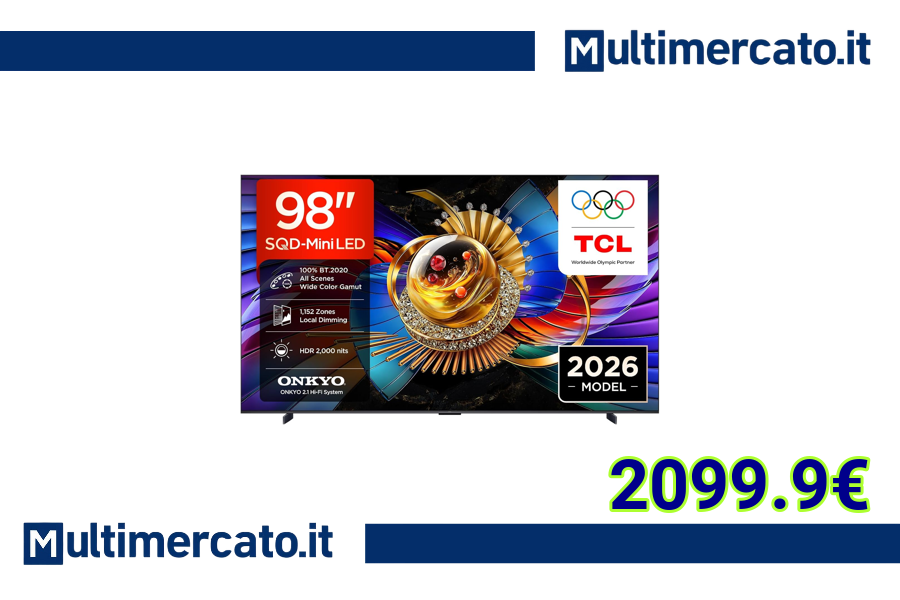 Multimercato.it
98"
SQD-Mini LED
100% BT.2020
All Scenes
Wide Color Gamut
1,152 Zones
Local Dimming
HDR 2,000 nits
ONKYO
ONKYO 2.1 Hi-Fi System
TCL
Worldwide Olympic Partner
2026
MODEL
2099.9€
Multimercato.it